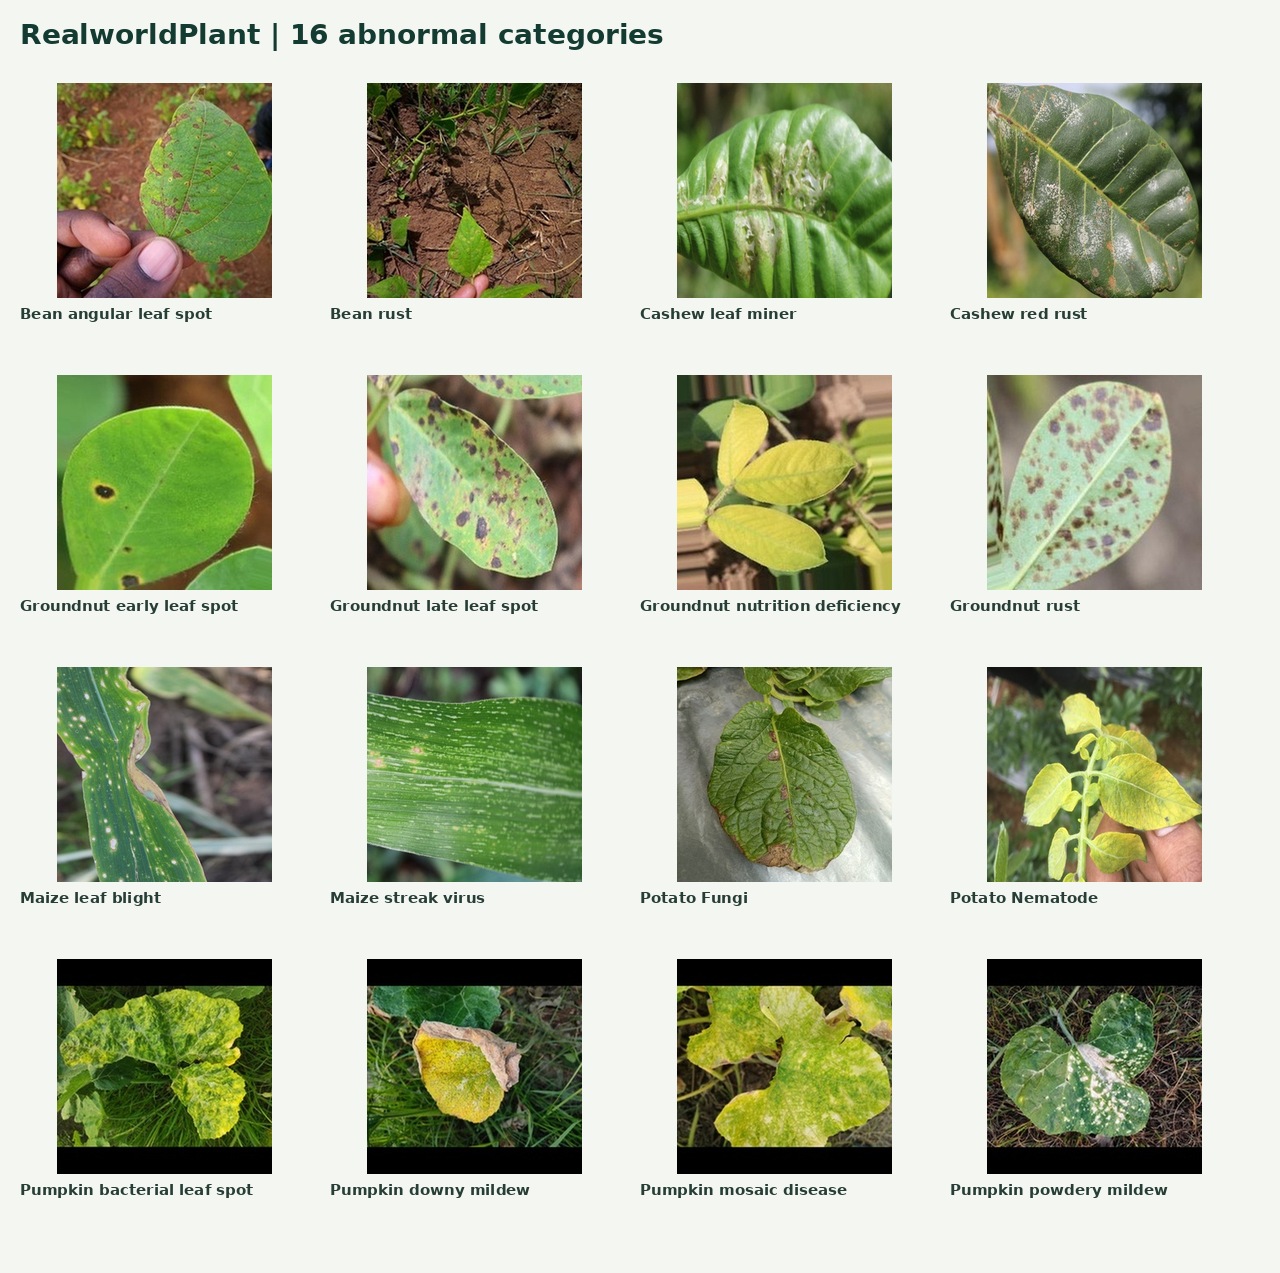 RealworldPlant | 16 abnormal categories
Bean angular leaf spot
Bean rust
Cashew leaf miner
Cashew red rust
Groundnut early leaf spot
Groundnut late leaf spot
Groundnut nutrition deficiency
Groundnut rust
Maize leaf blight
Maize streak virus
Potato Fungi
Potato Nematode
Pumpkin bacterial leaf spot
Pumpkin downy mildew
Pumpkin mosaic disease
Pumpkin powdery mildew